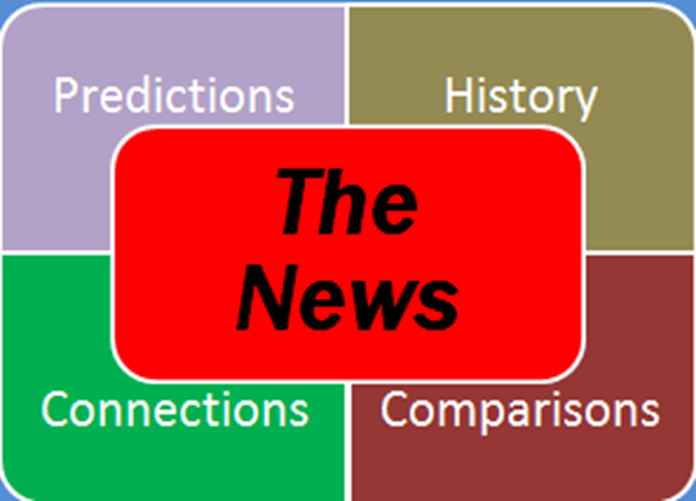 Predictions
History
The
News
Connections
Comparisons